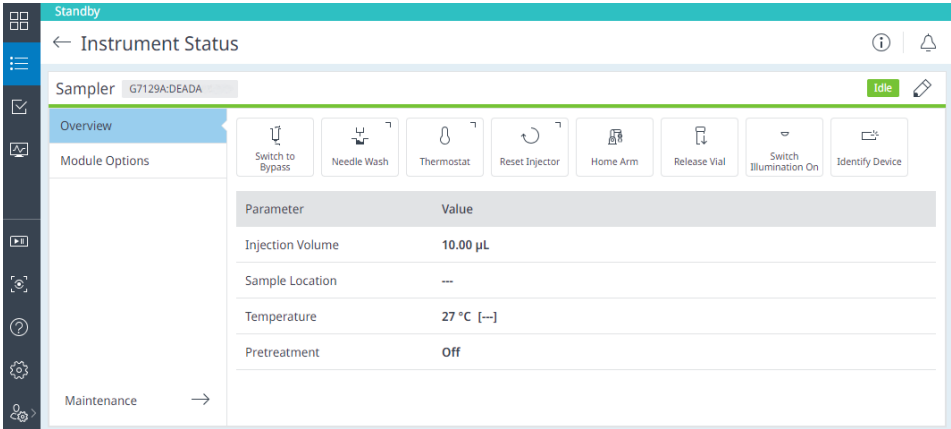 Standby
Instrument Status
Sampler G7129A:DEADA
Idle
Overview
Module Options
Switch to
Bypass
Needle Wash
Thermostat
Reset Injector
Home Arm
Release Vial
Switch
Illumination On
Identify Device
Parameter Value
Injection Volume 10.00 µL
Sample Location ---
Temperature 27 °C [---]
Pretreatment Off
Maintenance